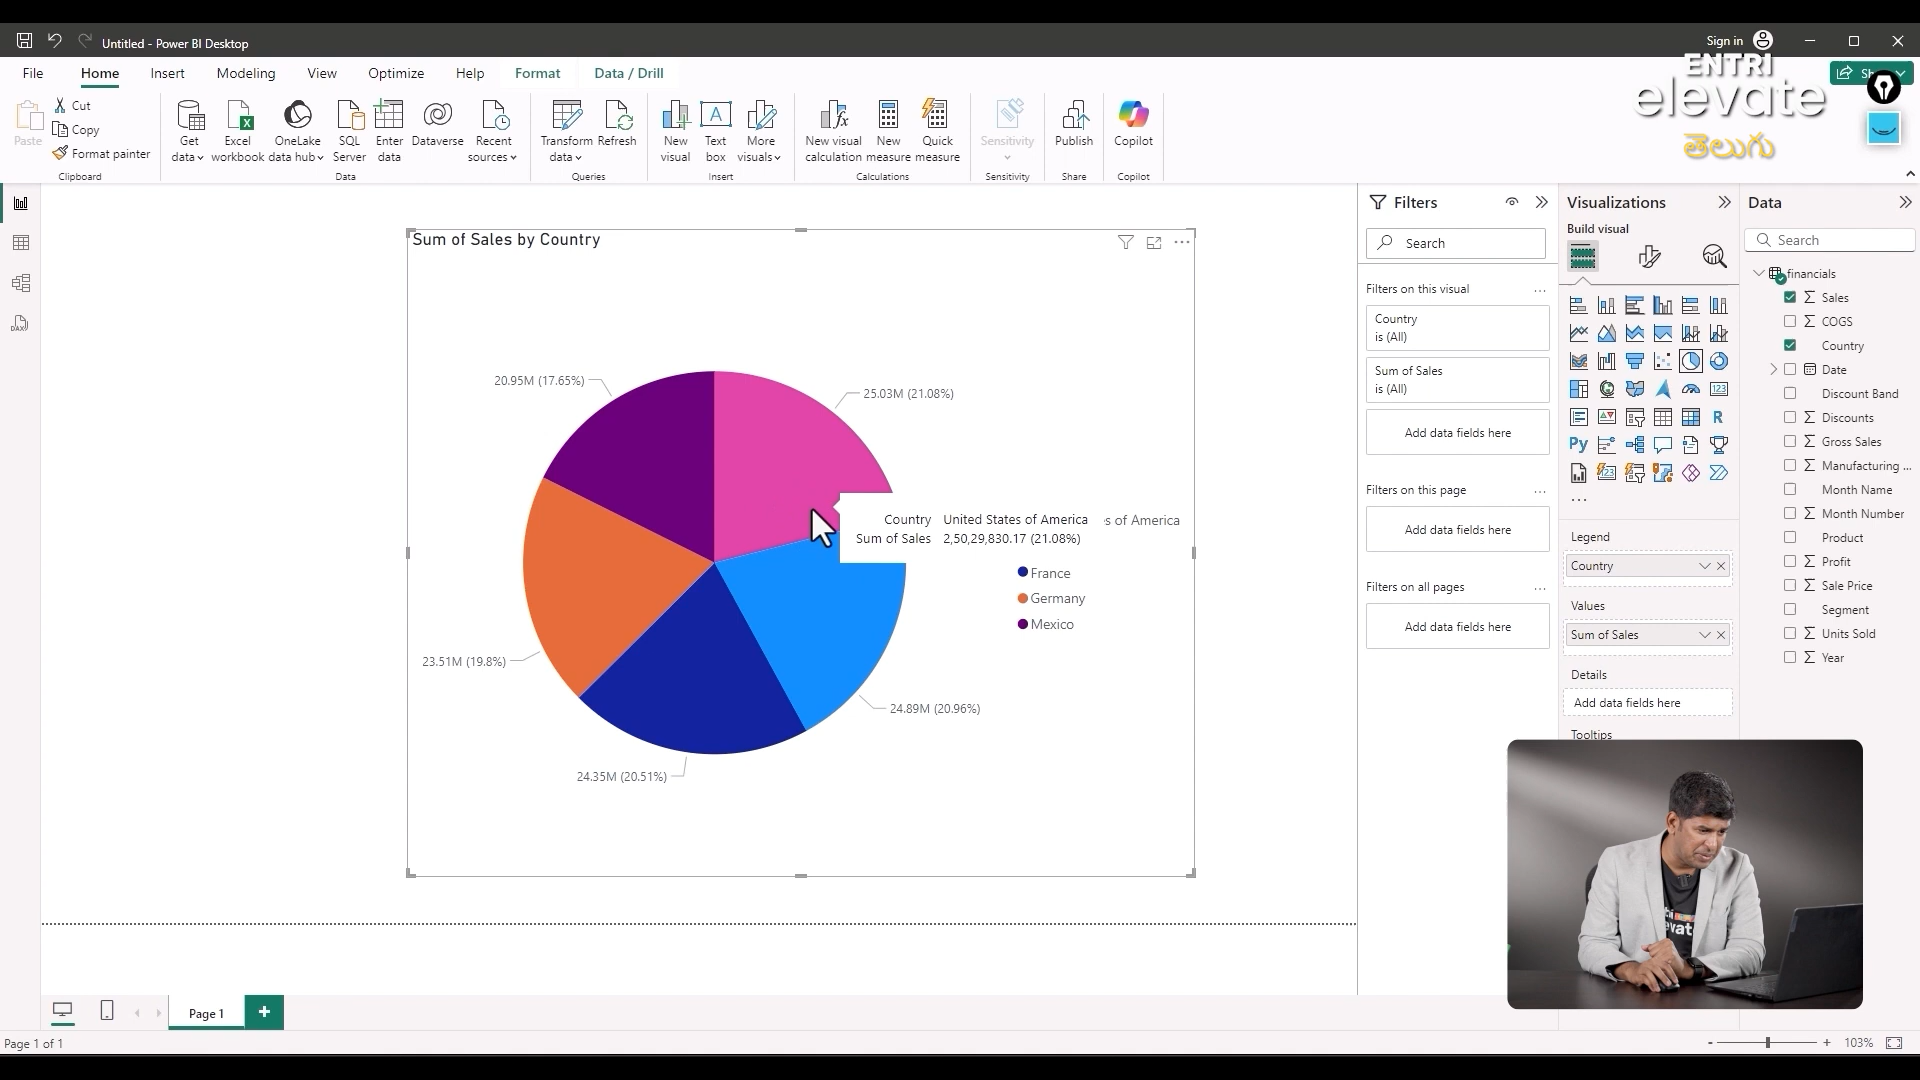 Untitled - Power BI Desktop
Sign in
File
Home
Insert
Modeling
View
Optimize
Help
Format
Data / Drill
ENTRI
elevate
తెలుగు
Paste
Cut
Copy
Format painter
Clipboard
Get data
Excel workbook
OneLake data hub
SQL Server
Enter data
Dataverse
Recent sources
Data
Transform data
Refresh
Queries
New visual
Text box
More visuals
Insert
New visual calculation
New measure
Quick measure
Calculations
Sensitivity
Sensitivity
Publish
Share
Copilot
Copilot
Sum of Sales by Country
20.95M (17.65%)
25.03M (21.08%)
Country United States of America
s of America
Sum of Sales 2,50,29,830.17 (21.08%)
France
Germany
Mexico
23.51M (19.8%)
24.89M (20.96%)
24.35M (20.51%)
Filters
Search
Filters on this visual
Country
is (All)
Sum of Sales
is (All)
Add data fields here
Filters on this page
Add data fields here
Filters on all pages
Add data fields here
Visualizations
Build visual
123
R
Py
Legend
Country
Values
Sum of Sales
Details
Add data fields here
Tooltips
Data
Search
financials
Sales
COGS
Country
Date
Discount Band
Discounts
Gross Sales
Manufacturing ...
Month Name
Month Number
Product
Profit
Sale Price
Segment
Units Sold
Year
Page 1
Page 1 of 1
103%